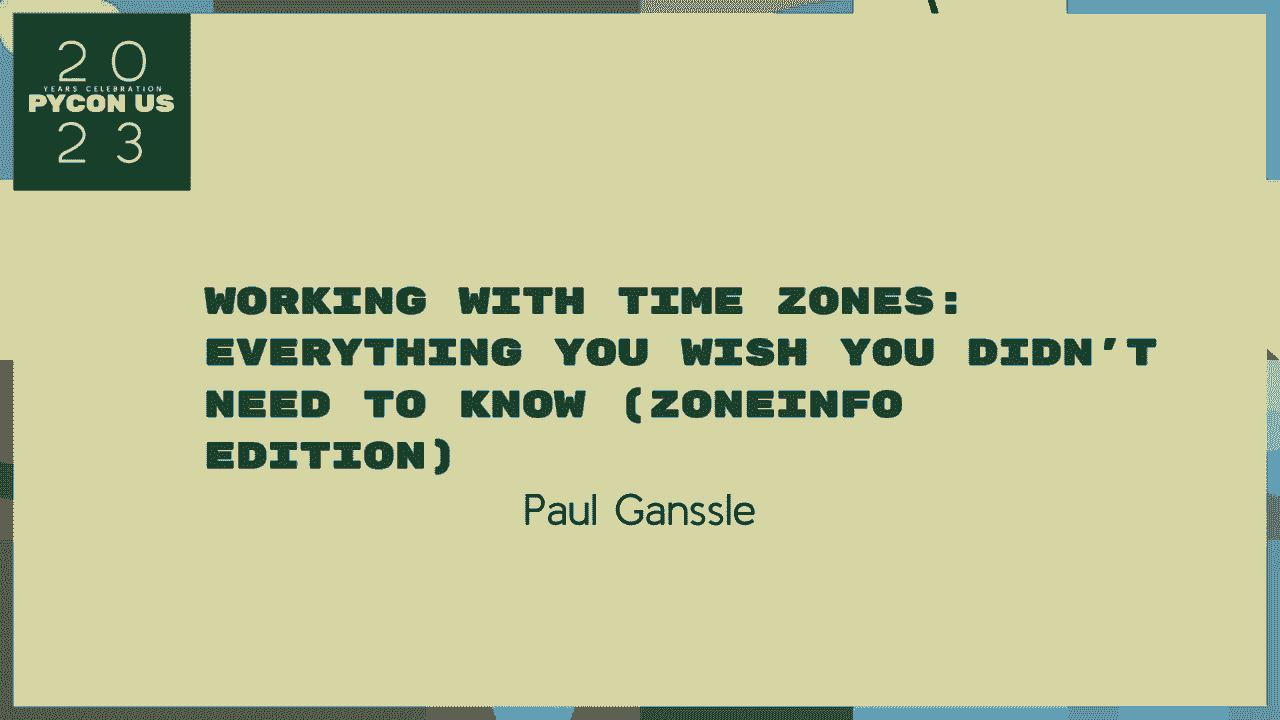 20
YEARS CELEBRATION
PYCON US
23
WORKING WITH TIME ZONES:
EVERYTHING YOU WISH YOU DIDN’T
NEED TO KNOW (ZONEINFO
EDITION)
Paul Ganssle